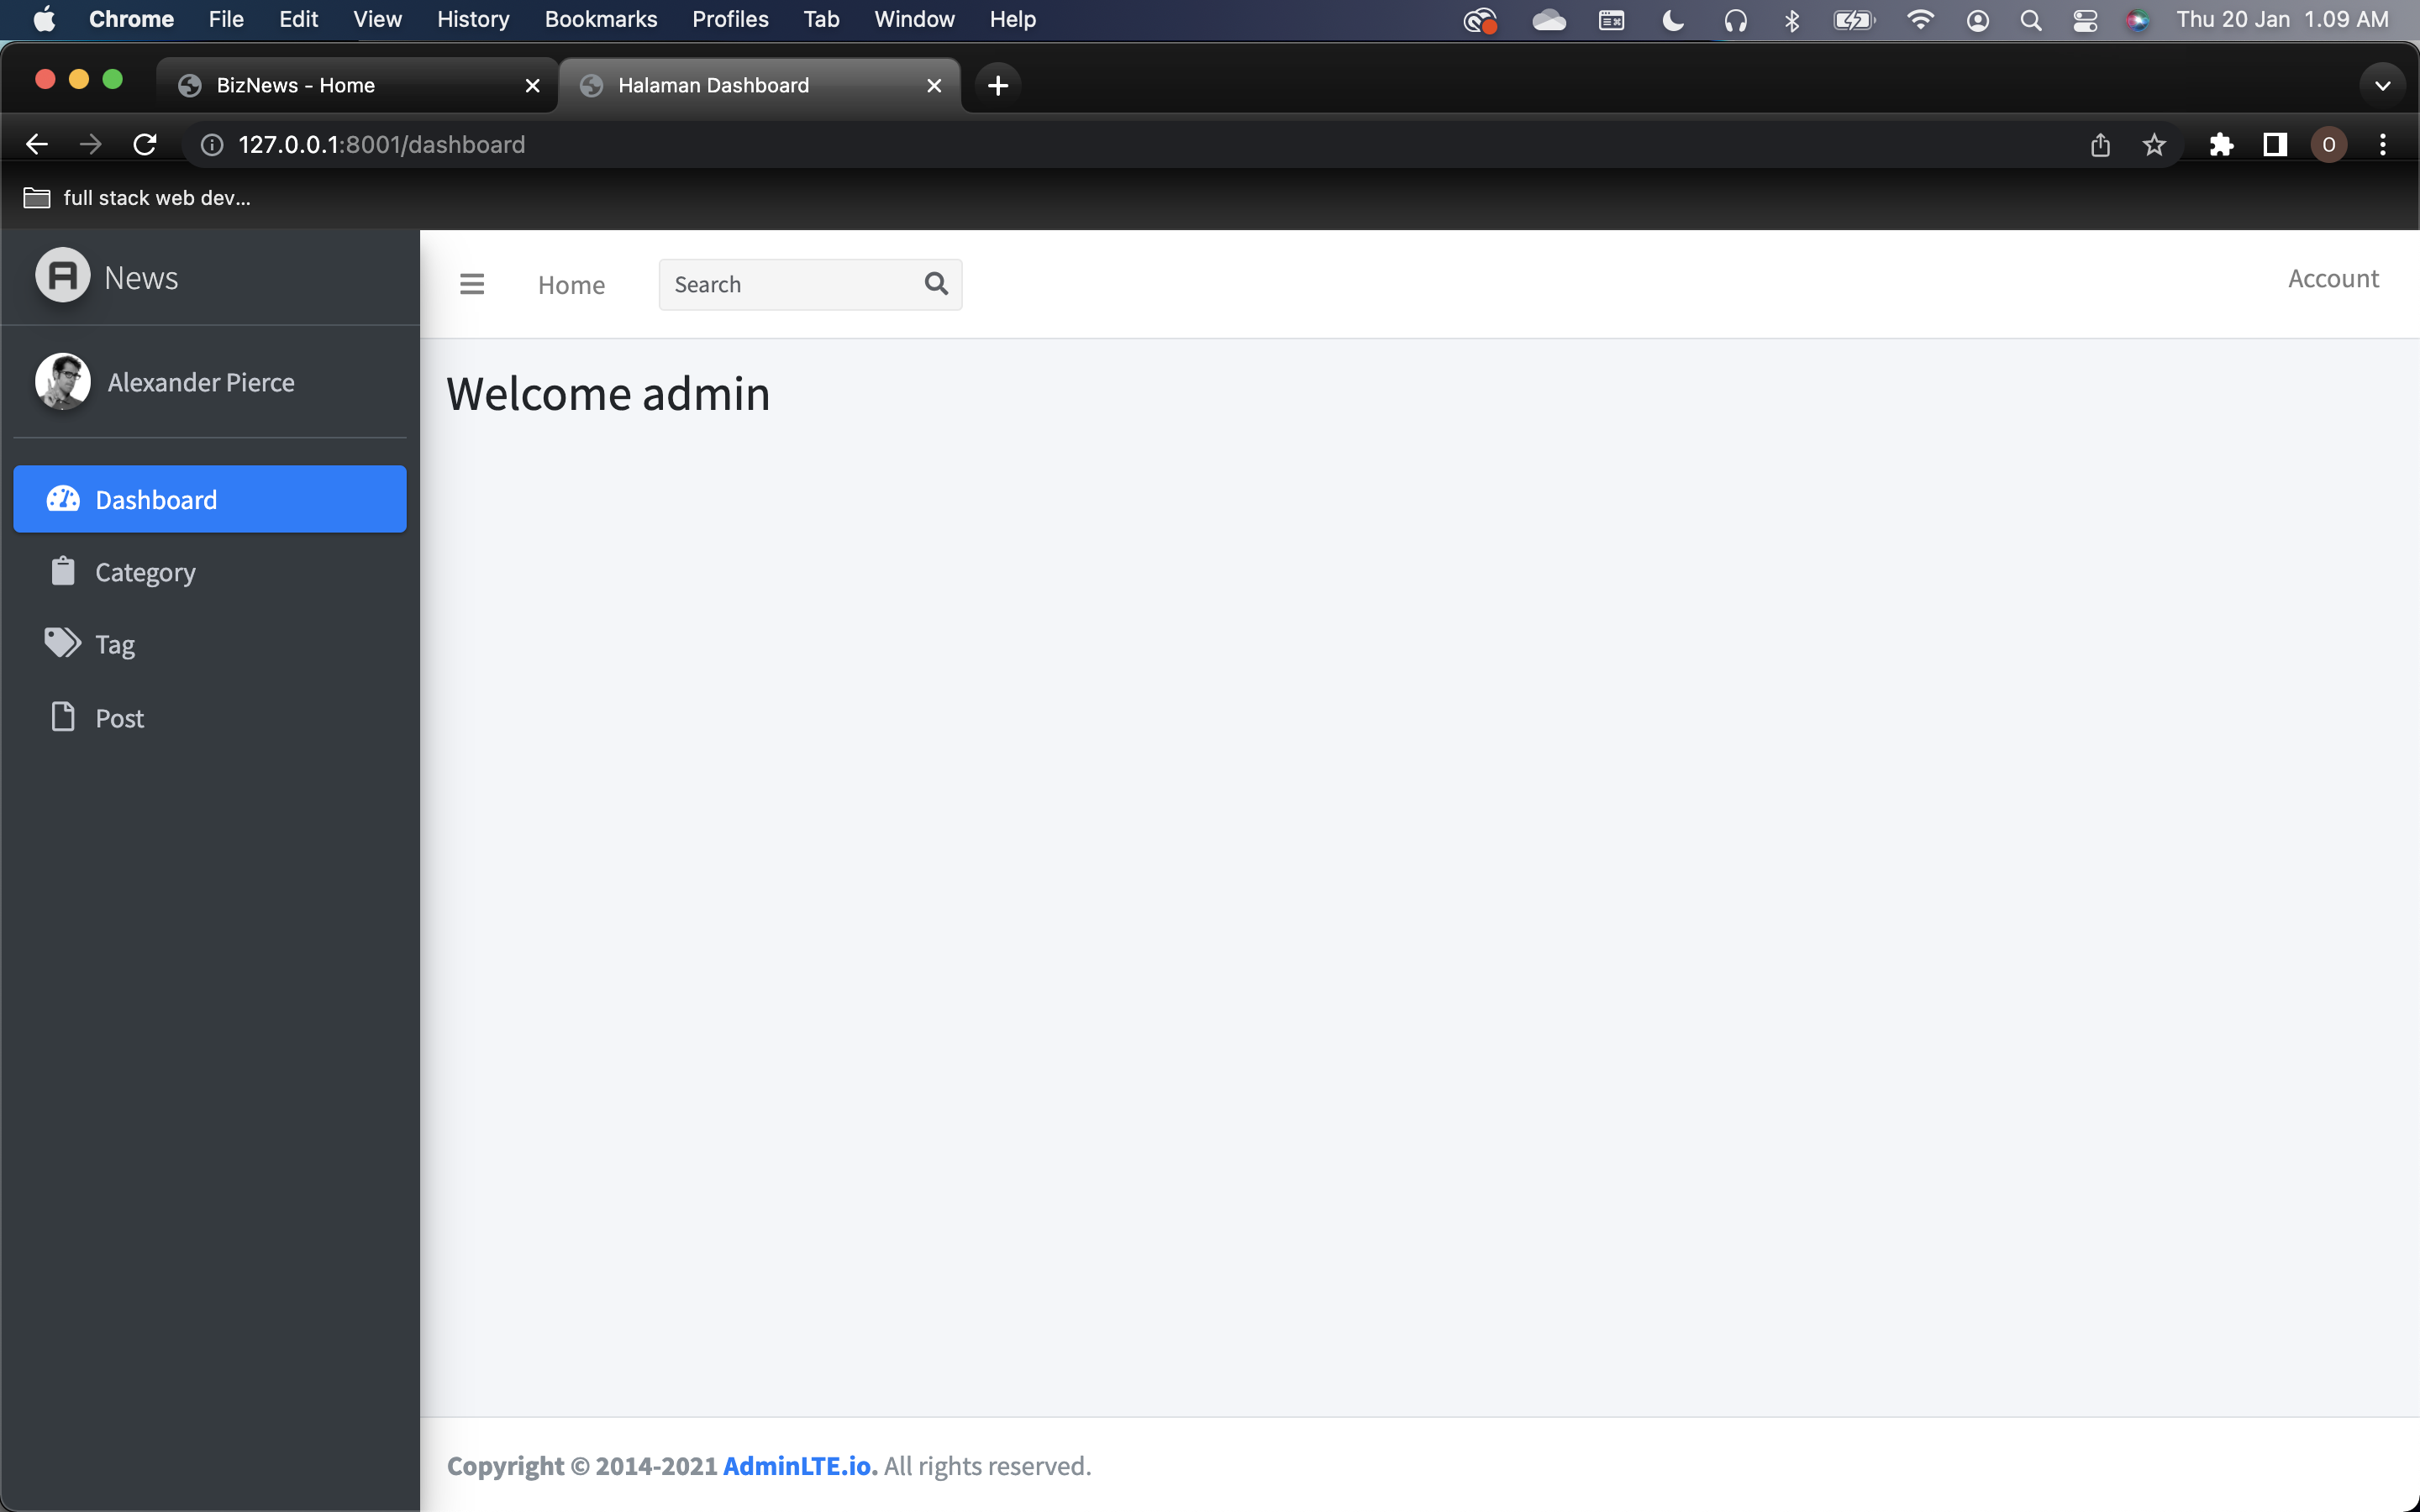 Chrome File Edit View History Bookmarks Profiles Tab Window Help Thu 20 Jan 1.09 AM
BizNews - Home
Halaman Dashboard
127.0.0.1:8001/dashboard
O
full stack web dev...
News
Home
Search
Account
Alexander Pierce
Welcome admin
Dashboard
Category
Tag
Post
Copyright © 2014-2021 AdminLTE.io. All rights reserved.